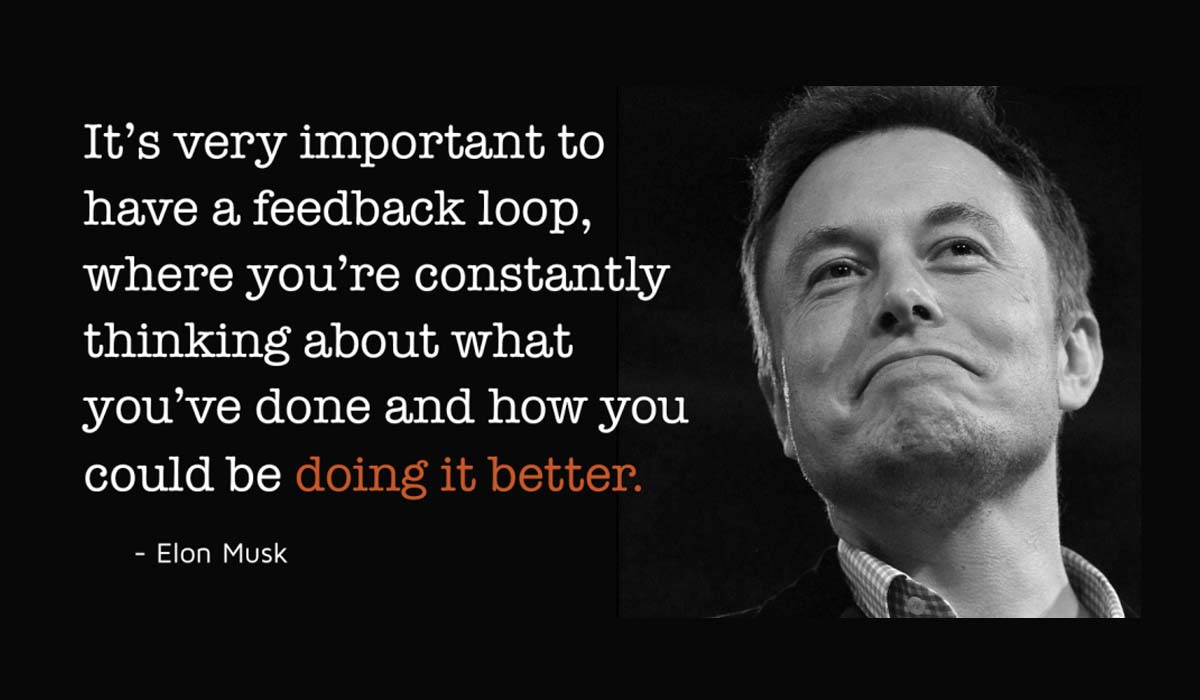 It’s very important to
have a feedback loop,
where you’re constantly
thinking about what
you’ve done and how you
could be doing it better.
- Elon Musk